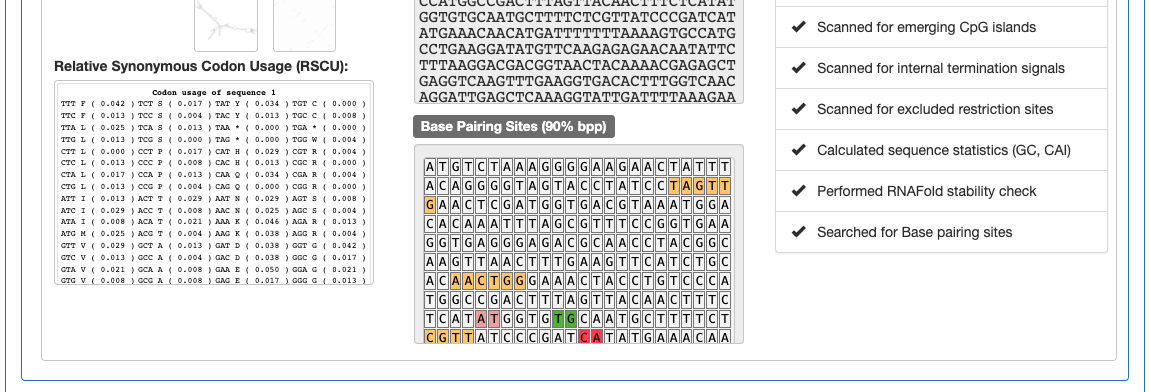 Relative Synonymous Codon Usage (RSCU):
Codon usage of sequence 1
TTT F ( 0.042 ) TCT S ( 0.017 ) TAT Y ( 0.034 ) TGT C ( 0.000 )
TTC F ( 0.013 ) TCC S ( 0.004 ) TAC Y ( 0.013 ) TGC C ( 0.008 )
TTA L ( 0.025 ) TCA S ( 0.013 ) TAA * ( 0.000 ) TGA * ( 0.000 )
TTG L ( 0.013 ) TCG S ( 0.000 ) TAG * ( 0.000 ) TGG W ( 0.004 )
CTT L ( 0.000 ) CCT P ( 0.017 ) CAT H ( 0.029 ) CGT R ( 0.004 )
CTC L ( 0.013 ) CCC P ( 0.008 ) CAC H ( 0.013 ) CGC R ( 0.000 )
CTA L ( 0.017 ) CCA P ( 0.013 ) CAA Q ( 0.034 ) CGA R ( 0.004 )
CTG L ( 0.013 ) CCG P ( 0.004 ) CAG Q ( 0.000 ) CGG R ( 0.000 )
ATT I ( 0.013 ) ACT T ( 0.029 ) AAT N ( 0.029 ) AGT S ( 0.008 )
ATC I ( 0.029 ) ACC T ( 0.008 ) AAC N ( 0.025 ) AGC S ( 0.004 )
ATA I ( 0.008 ) ACA T ( 0.021 ) AAA K ( 0.046 ) AGA R ( 0.013 )
ATG M ( 0.025 ) ACG T ( 0.004 ) AAG K ( 0.038 ) AGG R ( 0.004 )
GTT V ( 0.029 ) GCT A ( 0.013 ) GAT D ( 0.038 ) GGT G ( 0.042 )
GTC V ( 0.013 ) GCC A ( 0.004 ) GAC D ( 0.038 ) GGC G ( 0.017 )
GTA V ( 0.021 ) GCA A ( 0.008 ) GAA E ( 0.050 ) GGA G ( 0.021 )
GTG V ( 0.008 ) GCG A ( 0.008 ) GAG E ( 0.017 ) GGG G ( 0.013 )
CCATGGCCGACTTTAGTTACAACTTTCTCATAT
GGTGTGCAATGCTTTTCTCGTTATCCCGATCAT
ATGAAACAACATGATTTTTTTAAAAGTGCCATG
CCTGAAGGATATGTTCAAGAGAGAACAATATTC
TTTAAGGACGACGGTAACTACAAAACGAGAGCT
GAGGTCAAGTTTGAAGGTGACACTTTGGTCAAC
AGGATTGAGCTCAAAGGTATTGATTTTAAAGAA
Base Pairing Sites (90% bpp)
ATGTCTAAAGGGGAAGAACTATTT
ACAGGGGTAGTACCTATCCTAGTT
GAACTCGATGGTGACGTAAATGGA
CACAAATTTAGCGTTTCCGGTGAA
GGTGAGGGAGACGCAACCTACGGC
AAGTTAACTTTGAAGTTCATCTGC
ACAACTGGGAAACTACCTGTCCCA
TGGCCGACTTTAGTTACAACTTTC
TCATATGGTGTGCAATGCTTTTCT
CGTTATCCCGATCATATGAAACAA
Scanned for emerging CpG islands
Scanned for internal termination signals
Scanned for excluded restriction sites
Calculated sequence statistics (GC, CAI)
Performed RNAFold stability check
Searched for Base pairing sites